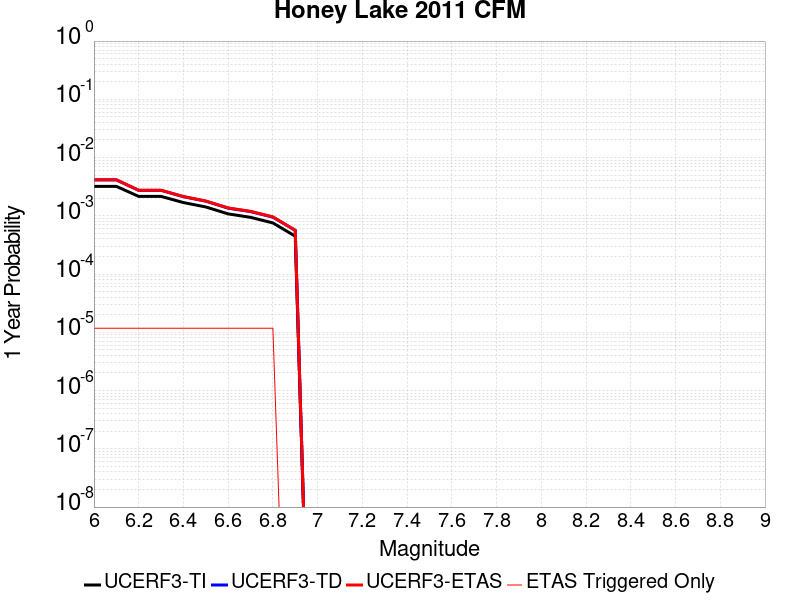 Honey Lake 2011 CFM
10^0
10^-1
10^-2
10^-3
10^-4
10^-5
10^-6
10^-7
10^-8
1 Year Probability
6 6.2 6.4 6.6 6.8 7 7.2 7.4 7.6 7.8 8 8.2 8.4 8.6 8.8 9
Magnitude
UCERF3-TI UCERF3-TD UCERF3-ETAS ETAS Triggered Only